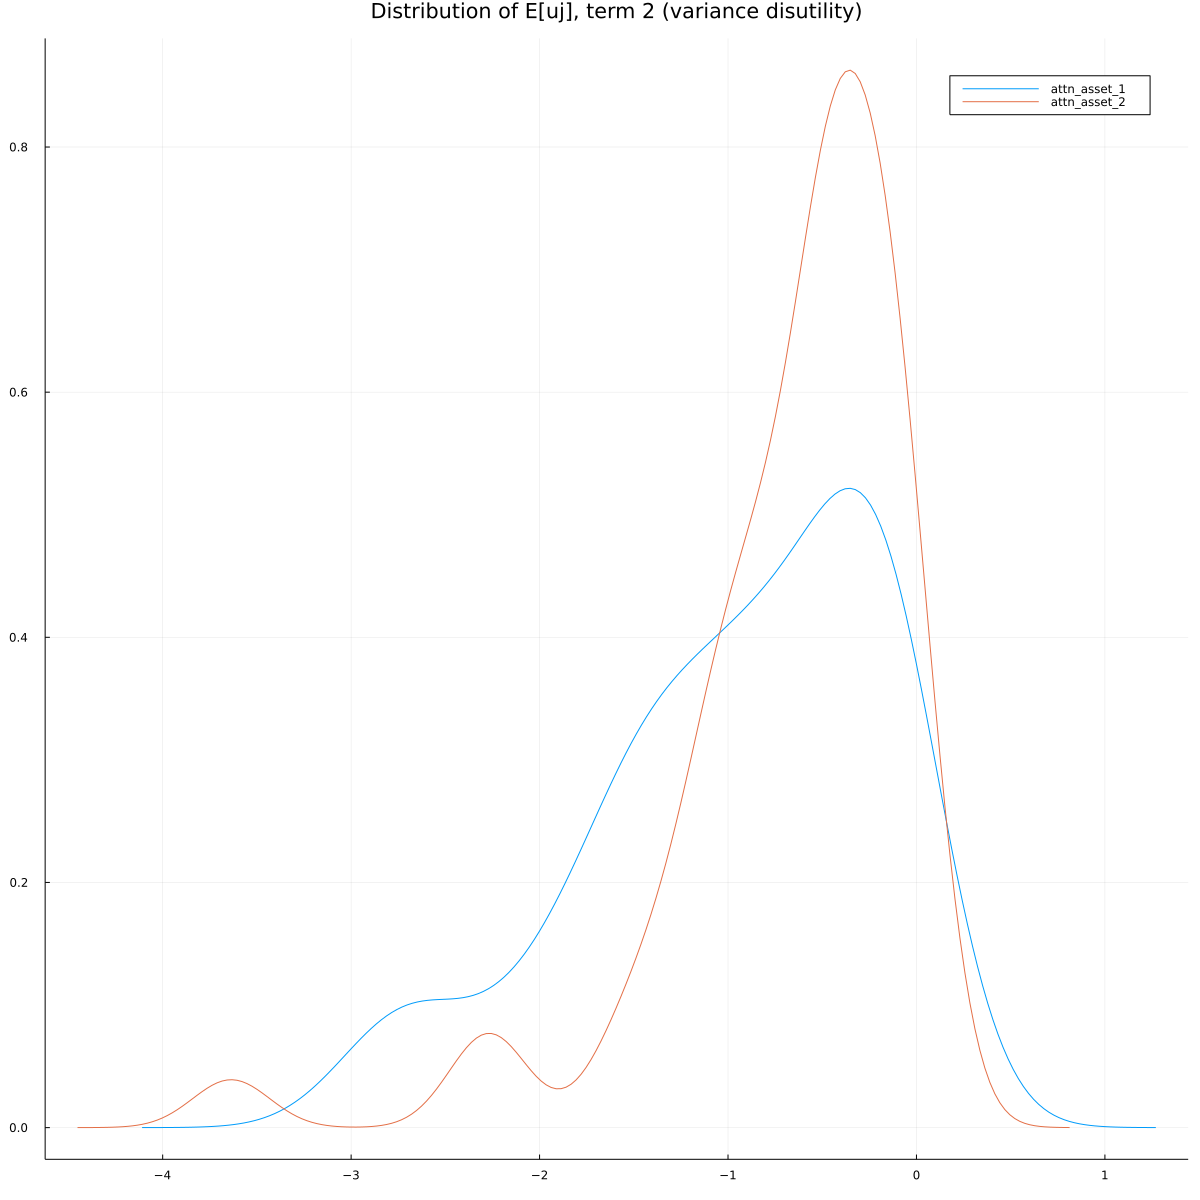 Distribution of E[uj], term 2 (variance disutility)
attn_asset_1
attn_asset_2
0.8
0.6
0.4
0.2
0.0
−4 −3 −2 −1 0 1